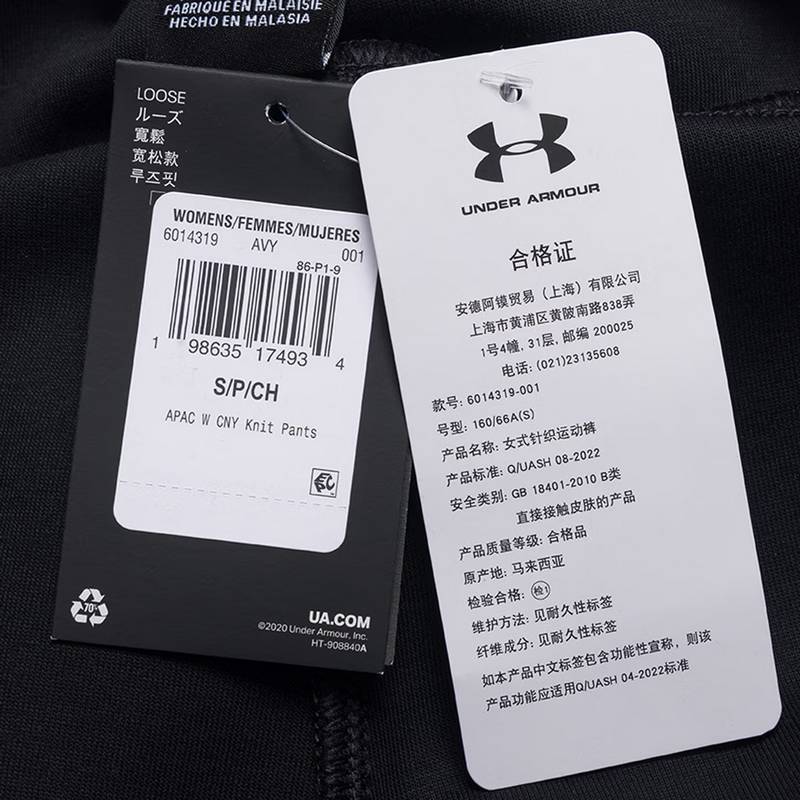 FABRIQUÉ EN MALAISIE
HECHO EN MALASIA
LOOSE
ルーズ
寬鬆
宽松款
루즈핏
WOMENS/FEMMES/MUJERES
6014319 AVY 001
86-P1-9
1 98635 17493 4
S/P/CH
APAC W CNY Knit Pants
70%
UA.COM
©2020 Under Armour, Inc.
HT-908840A
UNDER ARMOUR
合格证
安德阿镆贸易（上海）有限公司
上海市黄浦区黄陂南路838弄
1号4幢, 31层, 邮编 200025
电话: (021)23135608
款号: 6014319-001
号型: 160/66A(S)
产品名称: 女式针织运动裤
产品标准: Q/UASH 08-2022
安全类别: GB 18401-2010 B类
直接接触皮肤的产品
产品质量等级: 合格品
原产地: 马来西亚
检验合格: 检1
维护方法: 见耐久性标签
纤维成分: 见耐久性标签
如本产品中文标签包含功能性宣称，则该
产品功能应适用Q/UASH 04-2022标准